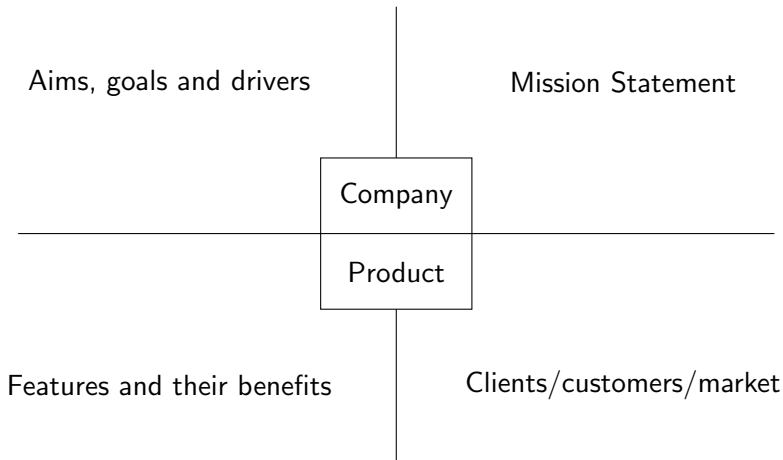 Aims, goals and drivers
Mission Statement
Company
Product
Features and their benefits
Clients/customers/market